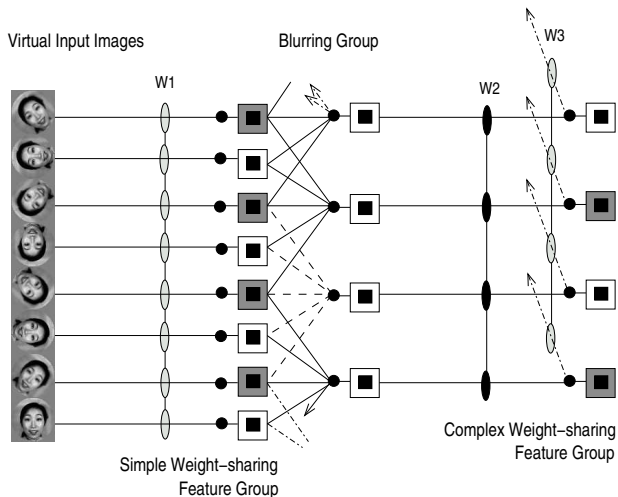 Virtual Input Images
Blurring Group
W3
W1
W2
Simple Weight-sharing
Feature Group
Complex Weight-sharing
Feature Group